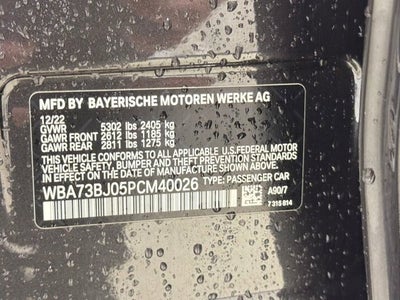 MFD BY BAYERISCHE MOTOREN WERKE AG
12/22
GVWR 5302 lbs 2405 kg
GAWR FRONT 2612 lbs 1185 kg
GAWR REAR 2811 lbs 1275 kg
THIS VEHICLE CONFORMS TO ALL APPLICABLE
U.S.FEDERAL MOTOR
VEHICLE SAFETY, BUMPER AND THEFT PREVENTION
STANDARDS IN EFFECT ON THE DATE OF
MANUFACTURE SHOWN ABOVE.
WBA73BJ05PCM40026 TYPE: PASSENGER CAR
A90/7
7 315 814